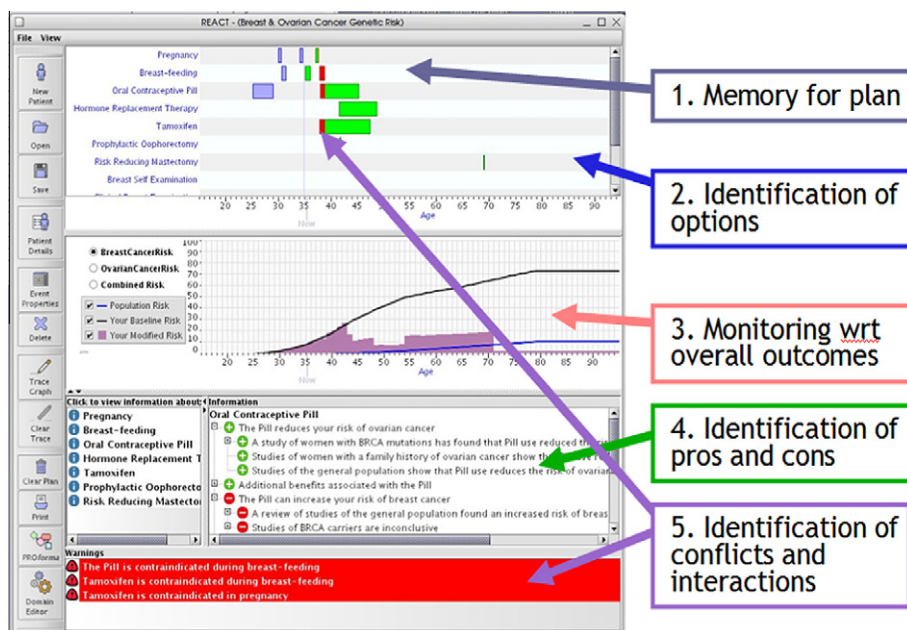 REACT - (Breast & Ovarian Cancer Genetic Risk)
File View
New
Patient
Open
Save
Patient
Details
Event
Properties
Delete
Trace
Graph
Clear
Trace
Clear Plan
Print
PROforma
Domain
Editor
Pregnancy
Breast-feeding
Oral Contraceptive Pill
Hormone Replacement Therapy
Tamoxifen
Prophylactic Oophorectomy
Risk Reducing Mastectomy
Breast Self Examination
20 25 30 35 40 45 50 55 60 65 70 75 80 85 90
Age
Now
BreastCancerRisk
OvarianCancerRisk
Combined Risk
Population Risk
Your Baseline Risk
Your Modified Risk
100
90
80
70
60
50
40
30
20
10
0
20 25 30 35 40 45 50 55 60 65 70 75 80 85 90
Age
Now
Click to view information about:
Pregnancy
Breast-feeding
Oral Contraceptive Pill
Hormone Replacement T
Tamoxifen
Prophylactic Oophorecto
Risk Reducing Mastecto
Information
Oral Contraceptive Pill
The Pill reduces your risk of ovarian cancer
A study of women with BRCA mutations has found that Pill use reduced the ris
Studies of women with a family history of ovarian cancer show
Studies of the general population show that Pill use reduces the risk of ovarian
Additional benefits associated with the Pill
The Pill can increase your risk of breast cancer
A review of studies of the general population found an increased risk of breas
Studies of BRCA carriers are inconclusive
Warnings
The Pill is contraindicated during breast-feeding
Tamoxifen is contraindicated during breast-feeding
Tamoxifen is contraindicated in pregnancy
1. Memory for plan
2. Identification of
options
3. Monitoring wrt
overall outcomes
4. Identification of
pros and cons
5. Identification of
conflicts and
interactions